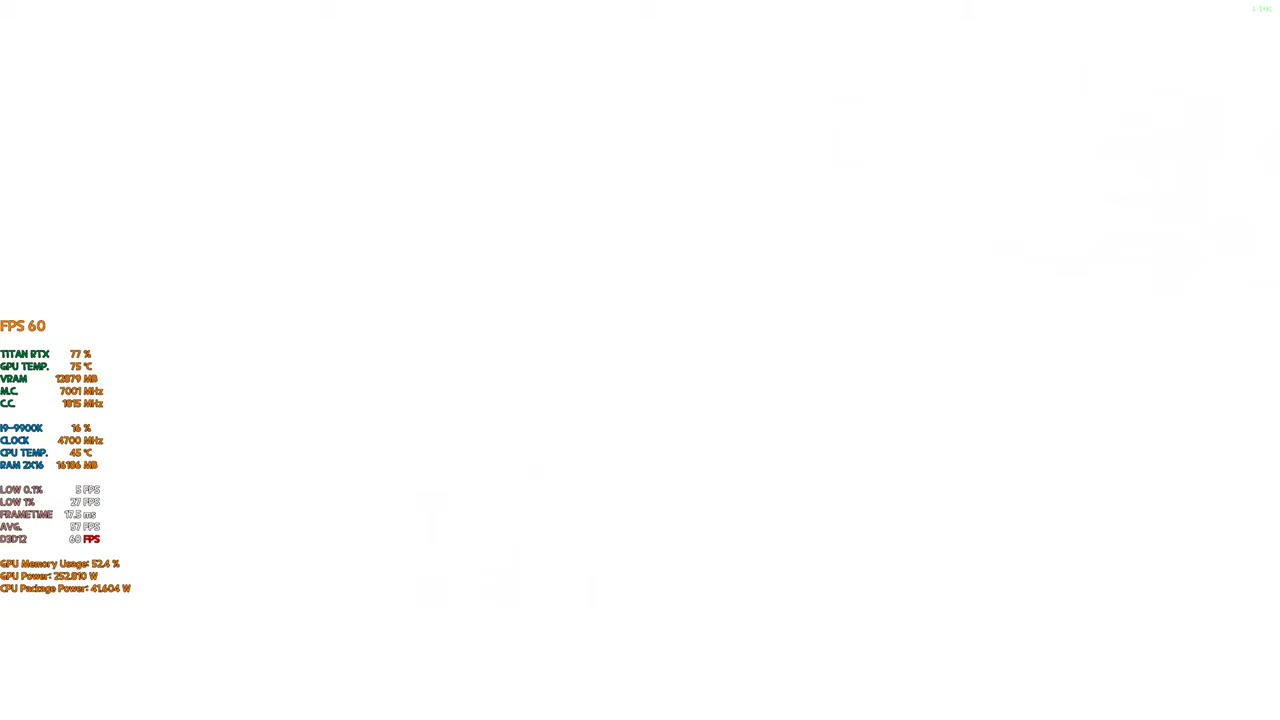 FPS 60
TITAN RTX 77 %
GPU TEMP. 75 °C
VRAM 12879 MB
M.C. 7001 MHz
C.C. 1815 MHz
I9-9900K 16 %
CLOCK 4700 MHz
CPU TEMP. 45 °C
RAM 2X16 16186 MB
LOW 0.1% 5 FPS
LOW 1% 27 FPS
FRAMETIME 17.5 ms
AVG. 57 FPS
D3D12 60 FPS
GPU Memory Usage: 52.4 %
GPU Power: 252.810 W
CPU Package Power: 41.604 W